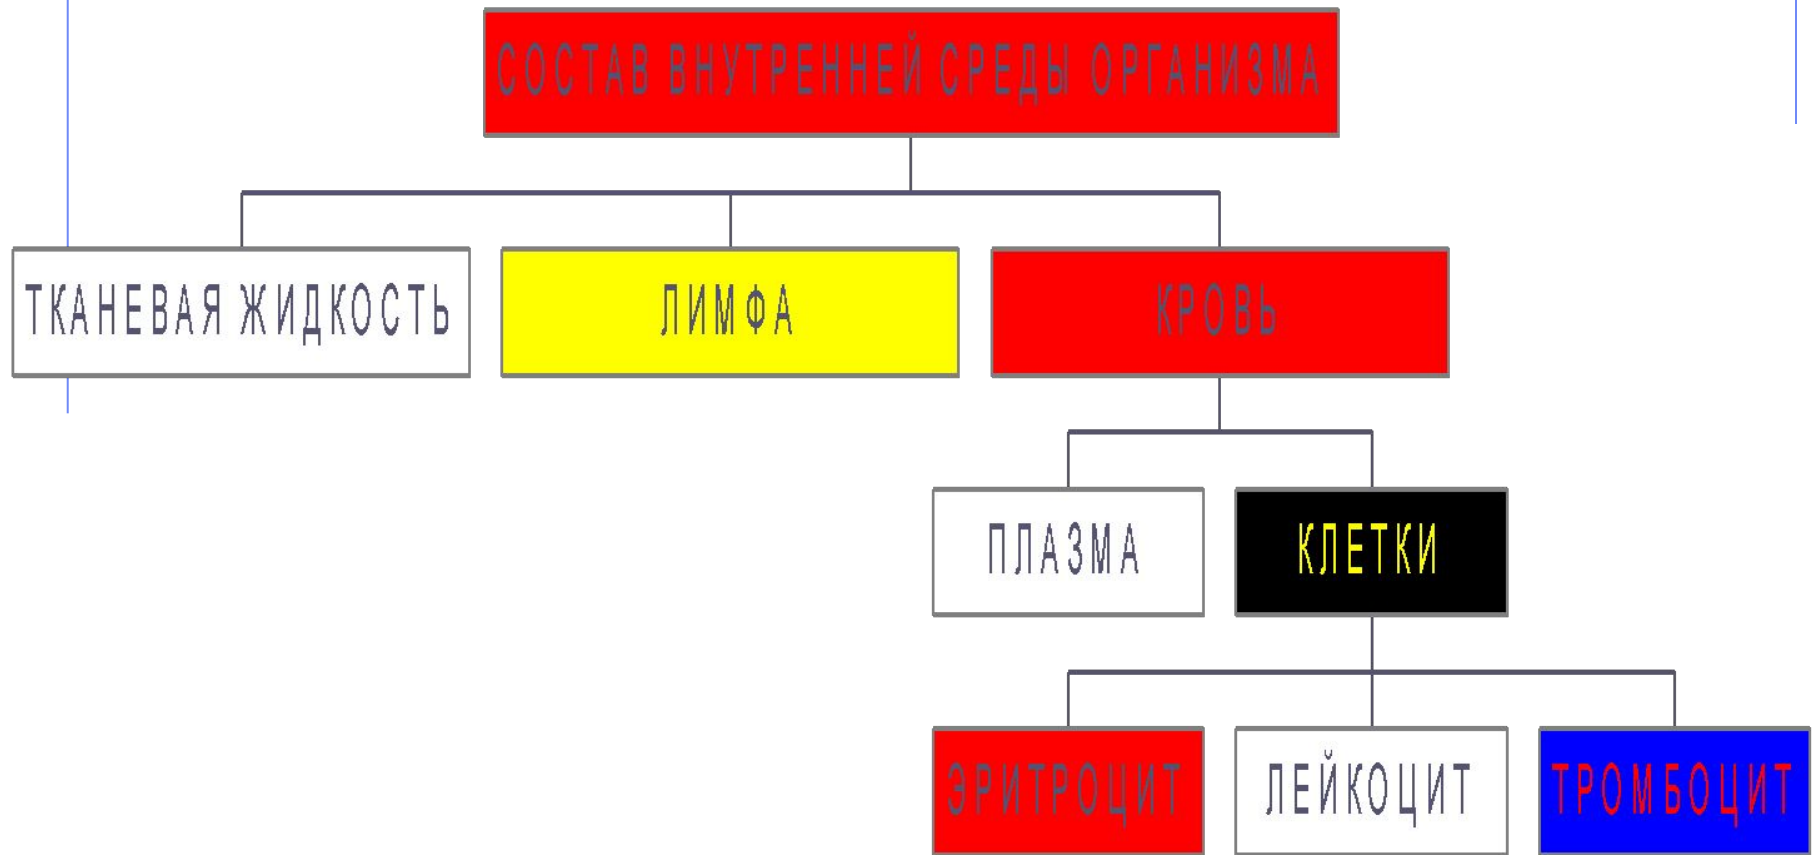 СОСТАВ ВНУТРЕННЕЙ СРЕДЫ ОРГАНИЗМА
ТКАНЕВАЯ ЖИДКОСТЬ
ЛИМФА
КРОВЬ
ПЛАЗМА
КЛЕТКИ
ЭРИТРОЦИТ
ЛЕЙКОЦИТ
ТРОМБОЦИТ